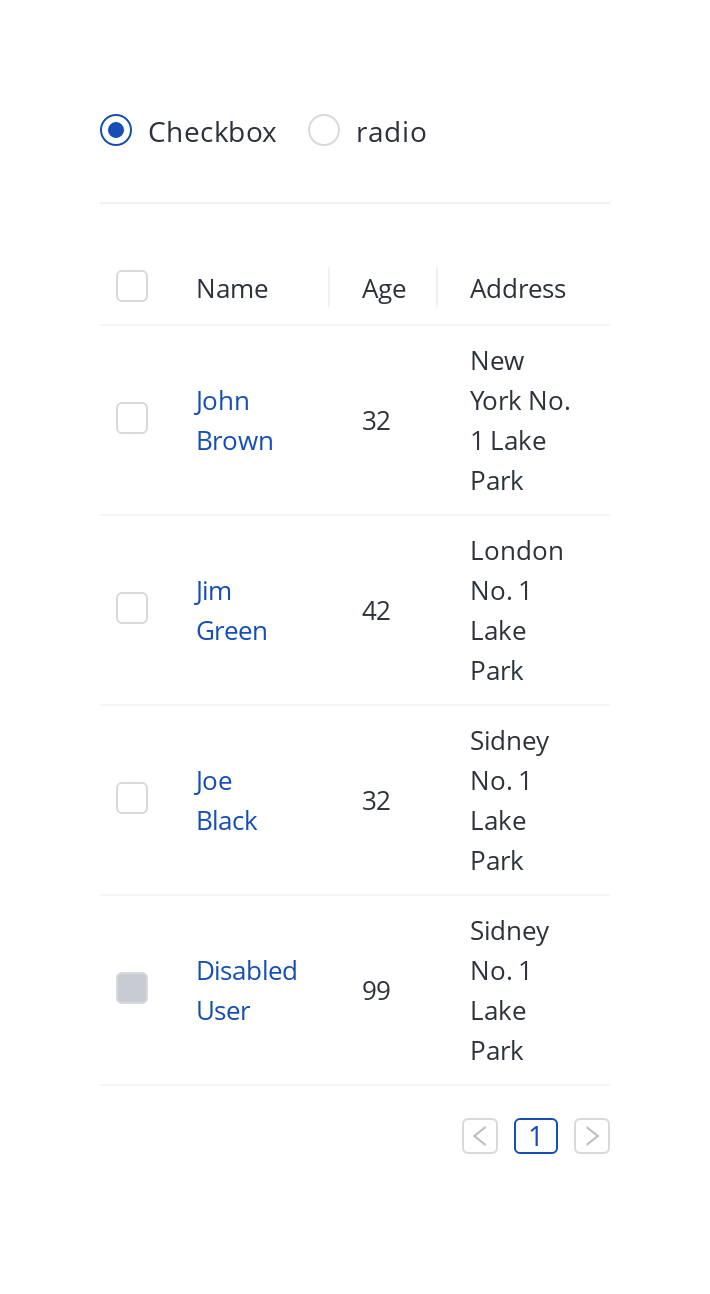 Checkbox radio
Name Age Address
New
John York No.
32
Brown 1 Lake
Park
London
Jim No. 1
42
Green Lake
Park
Sidney
Joe No. 1
32
Black Lake
Park
Sidney
Disabled No. 1
99
User Lake
Park
1